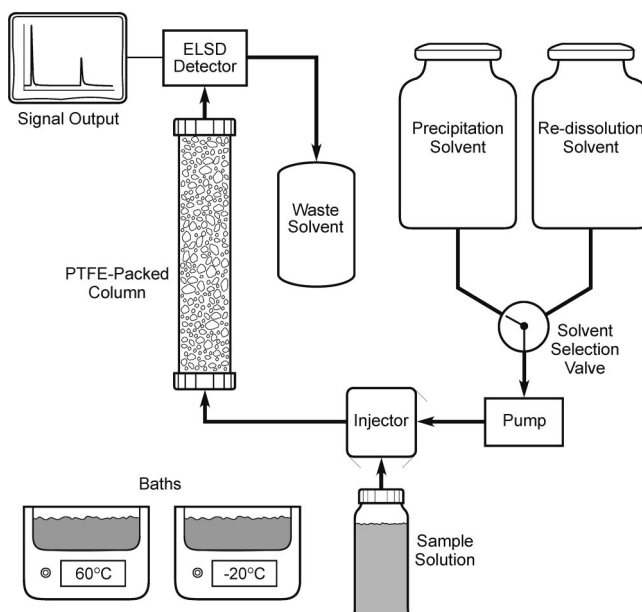 ELSD
Detector
Signal Output
Precipitation
Solvent
Re-dissolution
Solvent
Waste
Solvent
PTFE-Packed
Column
Solvent
Selection
Valve
Injector
Pump
Baths
Sample
Solution
60°C
-20°C